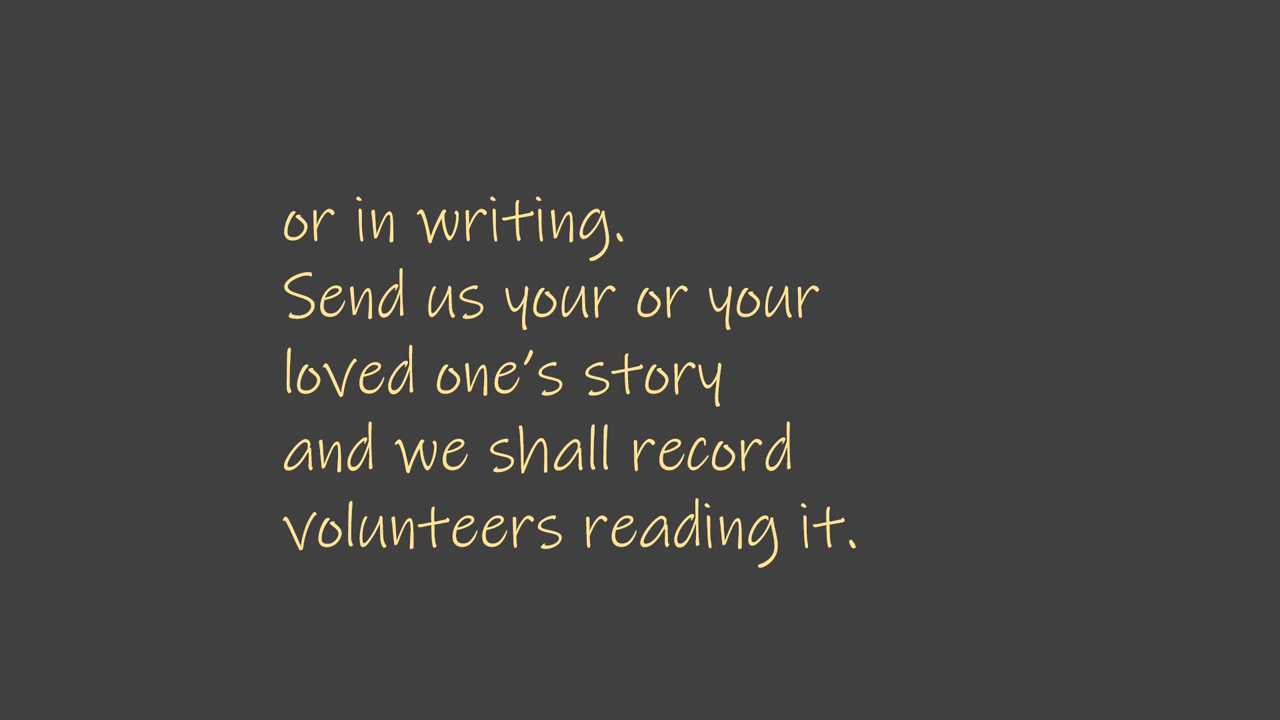 or in writing.
Send us your or your
loved one's story
and we shall record
volunteers reading it.